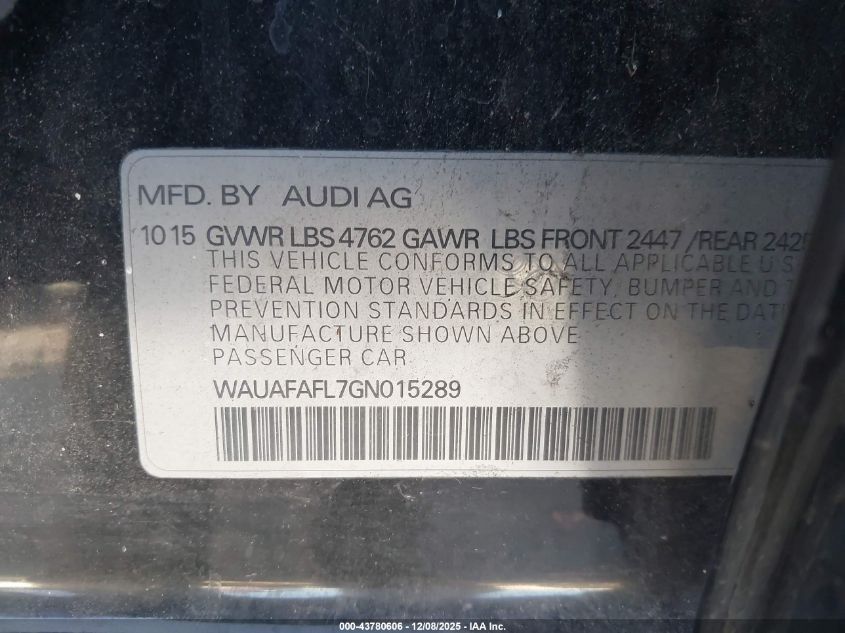 MFD. BY AUDI AG
10 15 GVWR LBS 4762 GAWR LBS FRONT 2447 /REAR
THIS VEHICLE CONFORMS TO ALL APPLICABLE U S
FEDERAL MOTOR VEHICLE SAFETY, BUMPER AND
PREVENTION STANDARDS IN EFFECT ON THE
MANUFACTURE SHOWN ABOVE
PASSENGER CAR
WAUAFAFL7GN015289
000-43780606 - 12/08/2025 - IAA Inc.